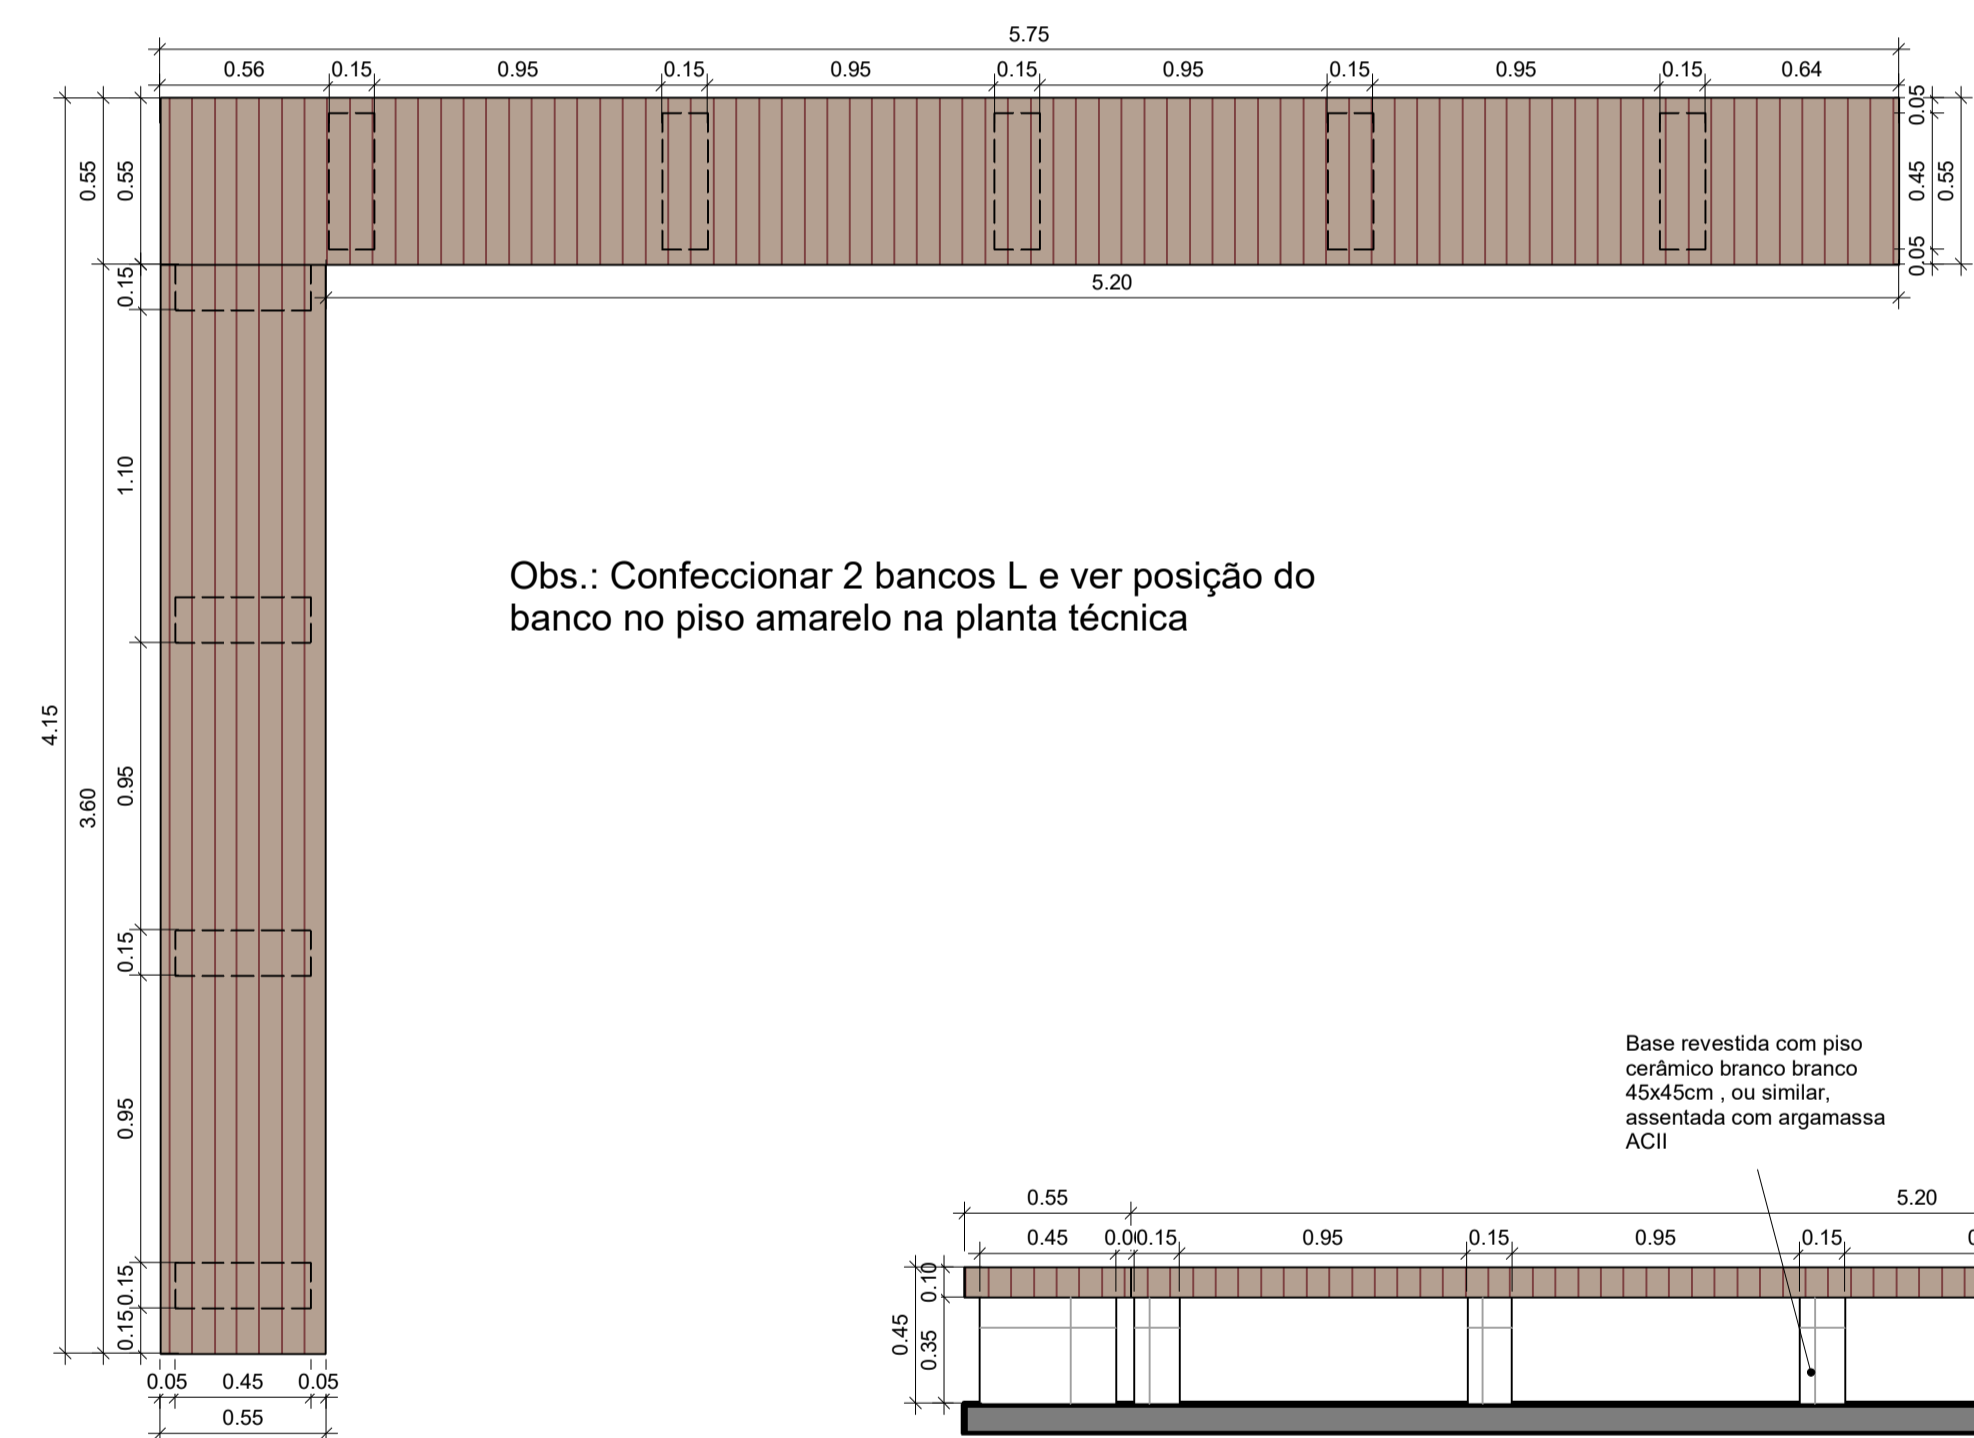 5.75
0.56 0.15 0.95 0.15 0.95 0.15 0.95 0.15 0.95 0.15 0.64
0.55
0.55
0.05
0.45
0.55
0.05
5.20
0.15
1.10
Obs.: Confeccionar 2 bancos L e ver posição do
banco no piso amarelo na planta técnica
4.15
3.60
0.95
0.15
0.95
0.15
0.15
0.05 0.45 0.05
0.55
Base revestida com piso
cerâmico branco branco
45x45cm , ou similar,
assentada com argamassa
ACII
0.55 5.20
0.45 0.15 0.95 0.15 0.95 0.15
0.10
0.45
0.35